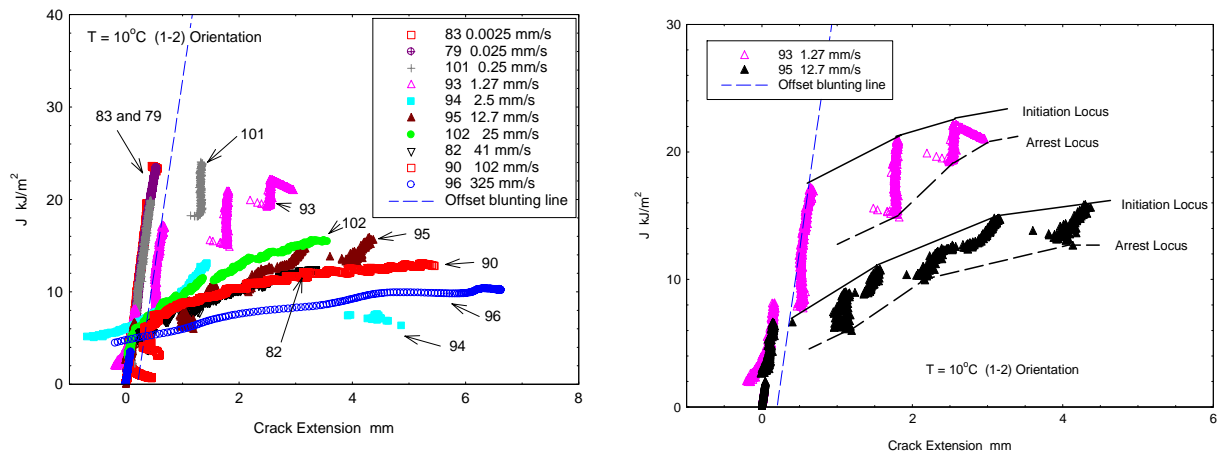 T = 10°C (1-2) Orientation
83 0.0025 mm/s
79 0.025 mm/s
101 0.25 mm/s
93 1.27 mm/s
94 2.5 mm/s
95 12.7 mm/s
102 25 mm/s
82 41 mm/s
90 102 mm/s
96 325 mm/s
Offset blunting line
83 and 79
101
93
102
95
90
96
82
94
40
30
20
10
0
J kJ/m²
0 2 4 6 8
Crack Extension mm
93 1.27 mm/s
95 12.7 mm/s
Offset blunting line
Initiation Locus
Arrest Locus
Initiation Locus
Arrest Locus
T = 10°C (1-2) Orientation
30
20
10
0
J kJ/m²
0 2 4 6
Crack Extension mm